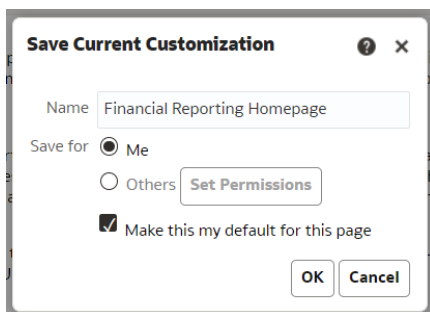 Save Current Customization
Name Financial Reporting Homepage
Save for Me
Others Set Permissions
Make this my default for this page
OK Cancel